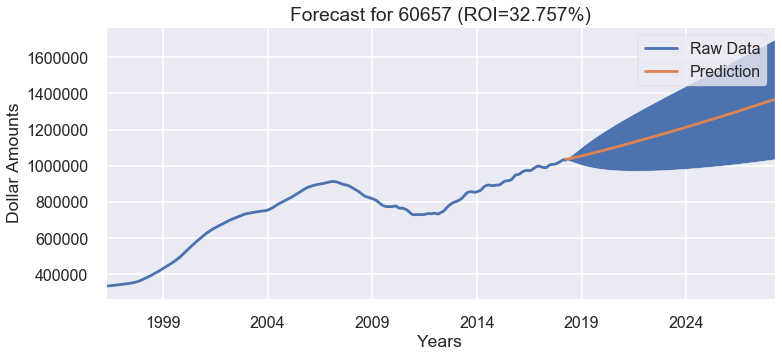 Forecast for 60657 (ROI=32.757%)
Raw Data
Prediction
Dollar Amounts
1600000
1400000
1200000
1000000
800000
600000
400000
1999 2004 2009 2014 2019 2024
Years